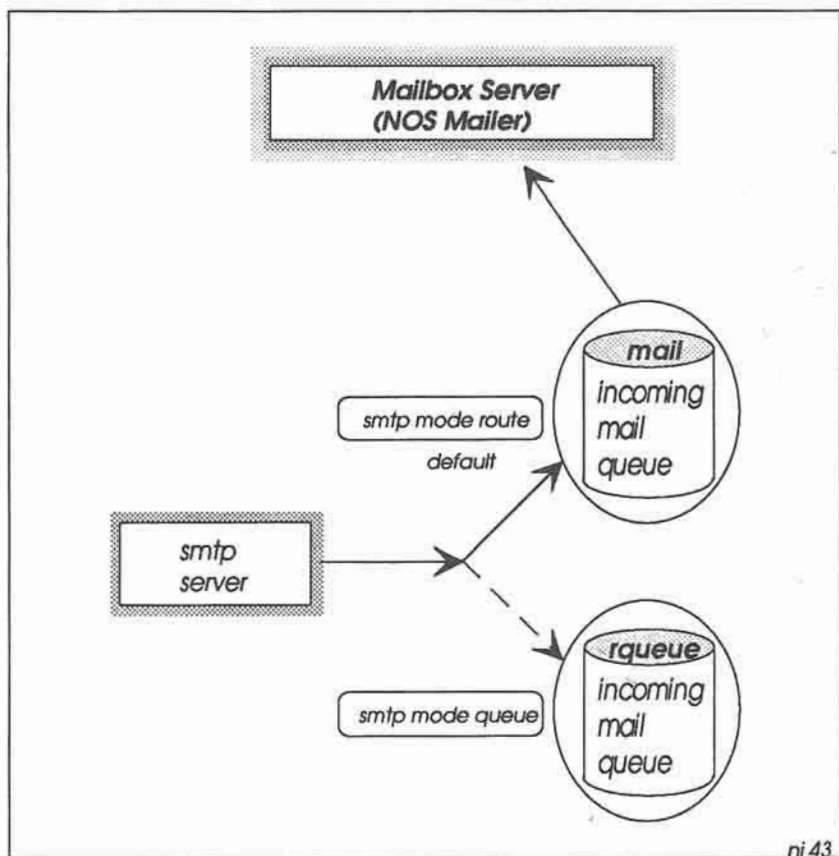 Mailbox Server
(NOS Mailer)
mail
incoming
mail
queue
smtp mode route
default
smtp
server
rqueue
incoming
mail
queue
smtp mode queue
ni 43